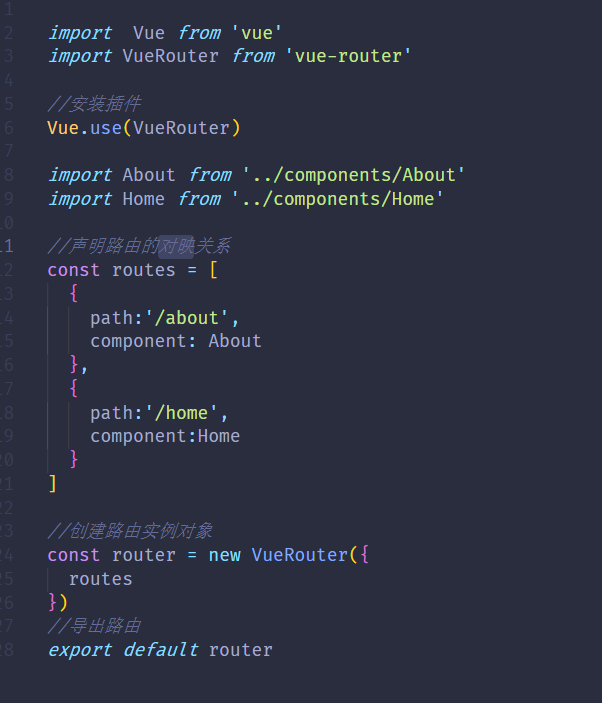 1
2 import  Vue from 'vue'
3 import VueRouter from 'vue-router'
4
5 //安装插件
6 Vue.use(VueRouter)
7
8 import About from '../components/About'
9 import Home from '../components/Home'
10
11 //声明路由的对映关系
12 const routes = [
13   {
14     path:'/about',
15     component: About
16   },
17   {
18     path:'/home',
19     component:Home
20   }
21 ]
22
23 //创建路由实例对象
24 const router = new VueRouter({
25   routes
26 })
27 //导出路由
28 export default router